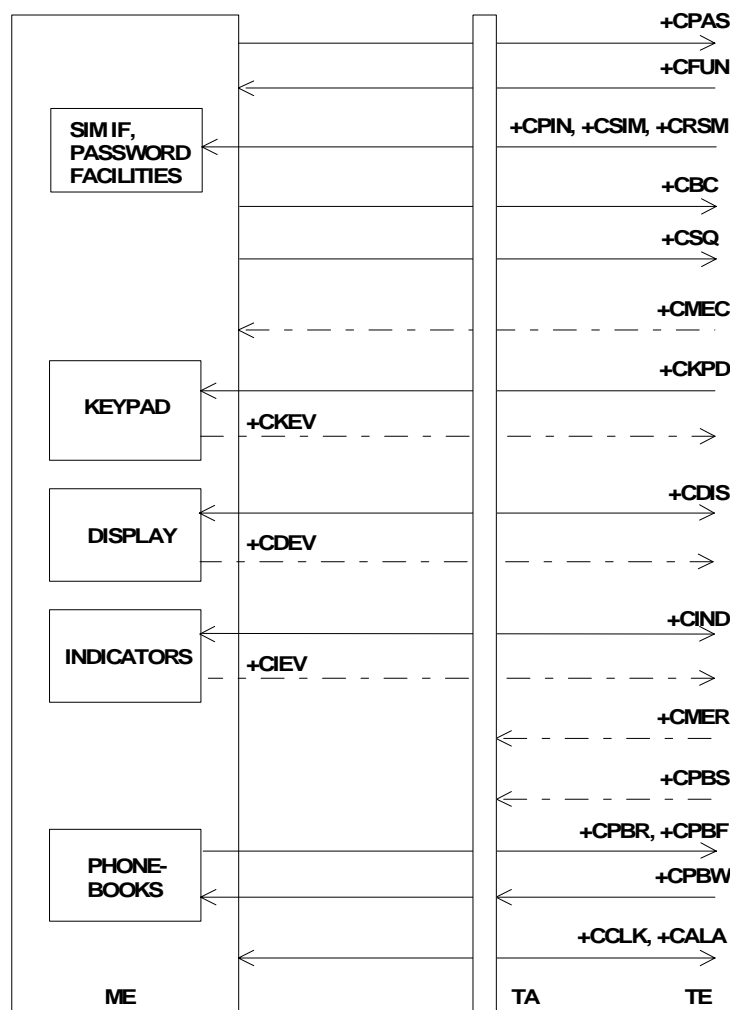 +CPAS
+CFUN
SIM IF,
PASSWORD
FACILITIES
+CPIN, +CSIM, +CRSM
+CBC
+CSQ
+CMEC
+CKPD
KEYPAD
+CKEV
+CDIS
DISPLAY
+CDEV
+CIND
INDICATORS
+CIEV
+CMER
+CPBS
+CPBR, +CPBF
PHONE-
BOOKS
+CPBW
+CCLK, +CALA
ME TA TE